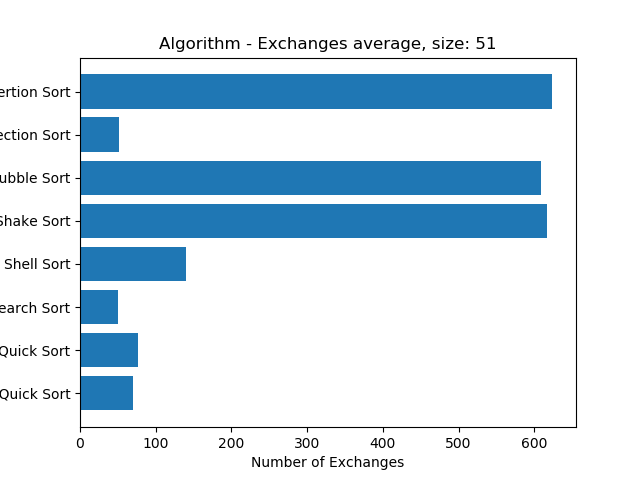 Algorithm - Exchanges average, size: 51
ertion Sort
ection Sort
ubble Sort
Shake Sort
Shell Sort
earch Sort
Quick Sort
Quick Sort
0 100 200 300 400 500 600
Number of Exchanges